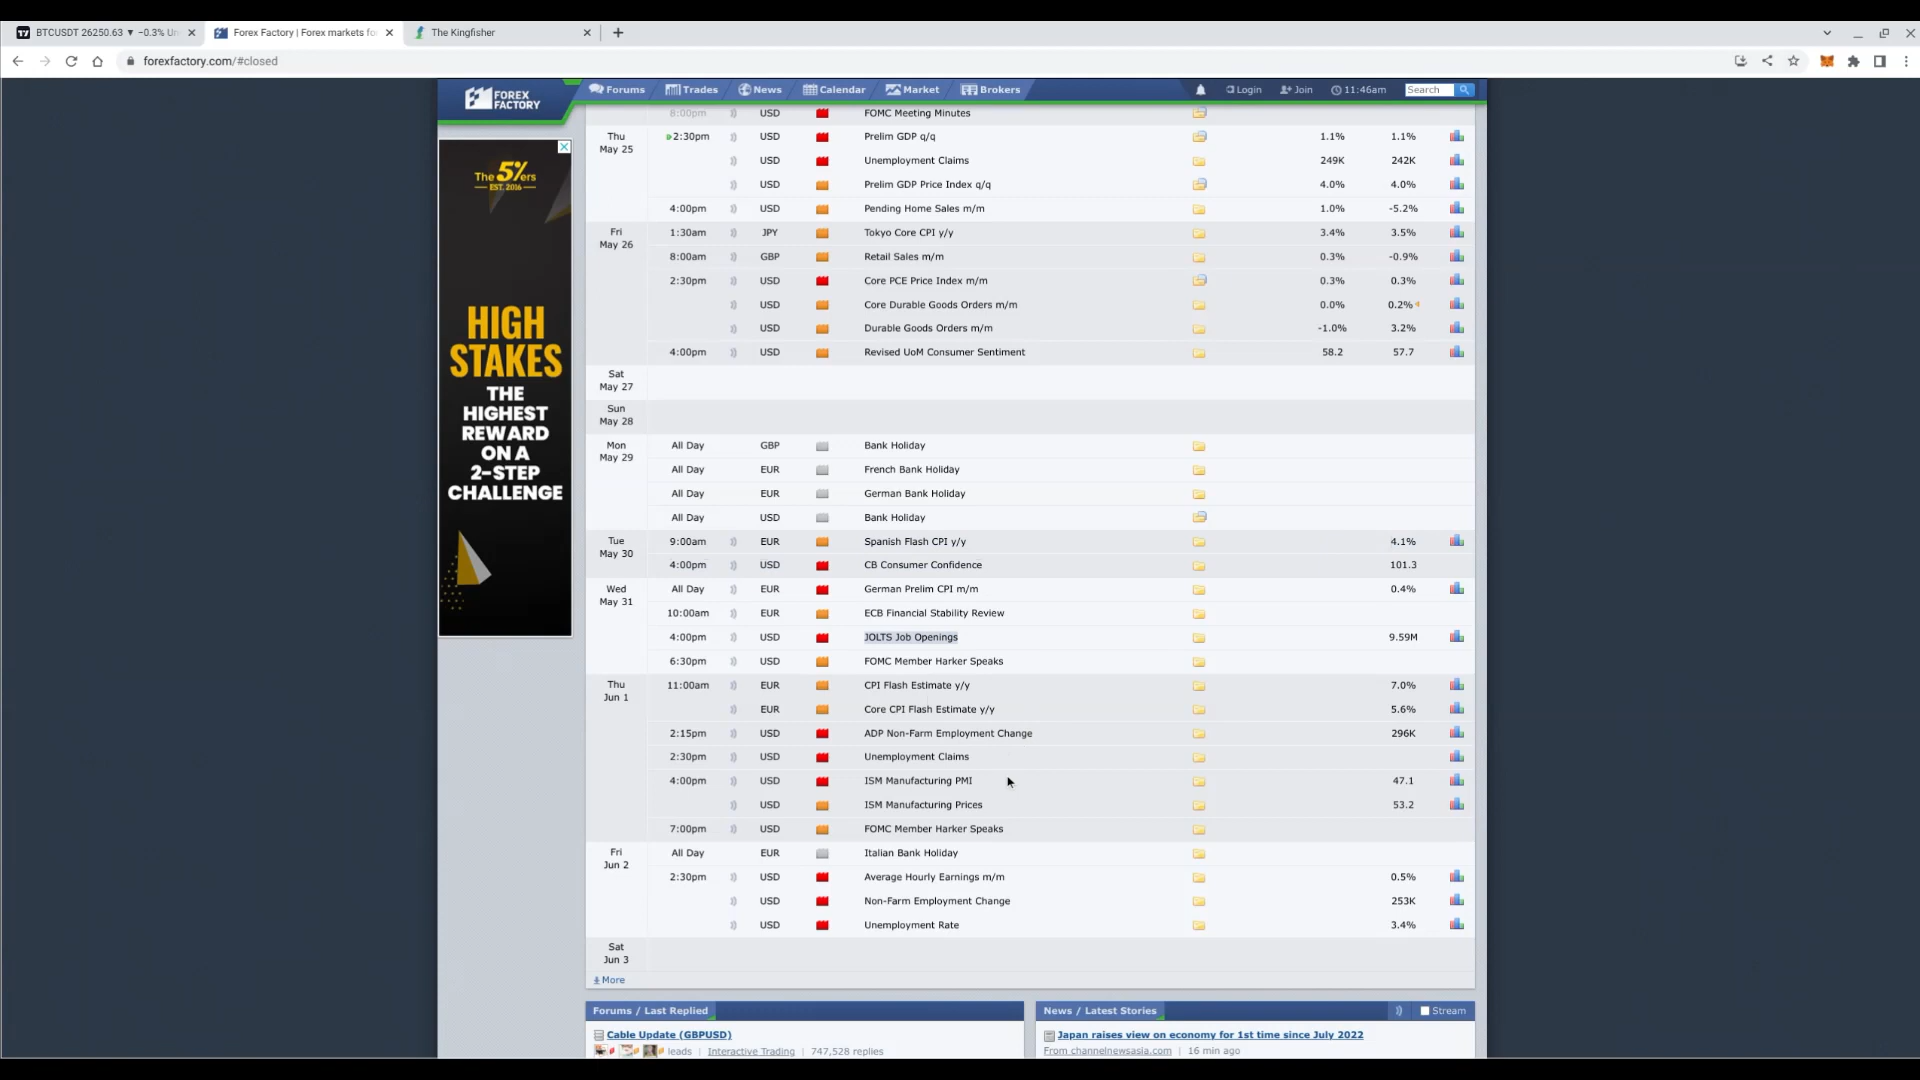 BTCUSDT 26250.63 ▼ −0.3% Un
Forex Factory | Forex markets fo
The Kingfisher
forexfactory.com/#closed
FOREX
FACTORY
Forums
Trades
News
Calendar
Market
Brokers
Login
Join
11:46am
Search
The 5%ers
EST. 2016
HIGH
STAKES
THE
HIGHEST
REWARD
ON A
2-STEP
CHALLENGE
8:00pm USD FOMC Meeting Minutes
Thu
May 25
2:30pm USD Prelim GDP q/q 1.1% 1.1%
USD Unemployment Claims 249K 242K
USD Prelim GDP Price Index q/q 4.0% 4.0%
4:00pm USD Pending Home Sales m/m 1.0% -5.2%
Fri
May 26
1:30am JPY Tokyo Core CPI y/y 3.4% 3.5%
8:00am GBP Retail Sales m/m 0.3% -0.9%
2:30pm USD Core PCE Price Index m/m 0.3% 0.3%
USD Core Durable Goods Orders m/m 0.0% 0.2%
USD Durable Goods Orders m/m -1.0% 3.2%
4:00pm USD Revised UoM Consumer Sentiment 58.2 57.7
Sat
May 27
Sun
May 28
Mon
May 29
All Day GBP Bank Holiday
All Day EUR French Bank Holiday
All Day EUR German Bank Holiday
All Day USD Bank Holiday
Tue
May 30
9:00am EUR Spanish Flash CPI y/y 4.1%
4:00pm USD CB Consumer Confidence 101.3
Wed
May 31
All Day EUR German Prelim CPI m/m 0.4%
10:00am EUR ECB Financial Stability Review
4:00pm USD JOLTS Job Openings 9.59M
6:30pm USD FOMC Member Harker Speaks
Thu
Jun 1
11:00am EUR CPI Flash Estimate y/y 7.0%
EUR Core CPI Flash Estimate y/y 5.6%
2:15pm USD ADP Non-Farm Employment Change 296K
2:30pm USD Unemployment Claims
4:00pm USD ISM Manufacturing PMI 47.1
USD ISM Manufacturing Prices 53.2
7:00pm USD FOMC Member Harker Speaks
Fri
Jun 2
All Day EUR Italian Bank Holiday
2:30pm USD Average Hourly Earnings m/m 0.5%
USD Non-Farm Employment Change 253K
USD Unemployment Rate 3.4%
Sat
Jun 3
More
Forums / Last Replied
Cable Update (GBPUSD)
leads | Interactive Trading | 747,528 replies
News / Latest Stories
Stream
Japan raises view on economy for 1st time since July 2022
From channelnewsasia.com | 16 min ago